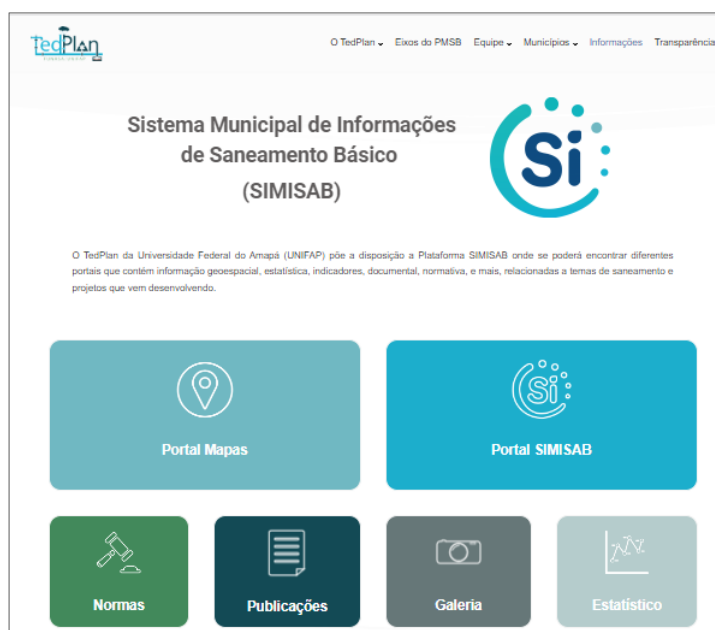 TedPlan
O TedPlan Eixos do PMSB Equipe Municípios Informações Transparência
Sistema Municipal de Informações
de Saneamento Básico
(SIMISAB)
Si
O TedPlan da Universidade Federal do Amapá (UNIFAP) põe a disposição a Plataforma SIMISAB onde se poderá encontrar diferentes
portais que contém informação geoespacial, estatística, indicadores, documental, normativa, e mais, relacionadas a temas de saneamento e
projetos que vem desenvolvendo.
Si
Portal Mapas Portal SIMISAB
Normas Publicações Galeria Estatístico